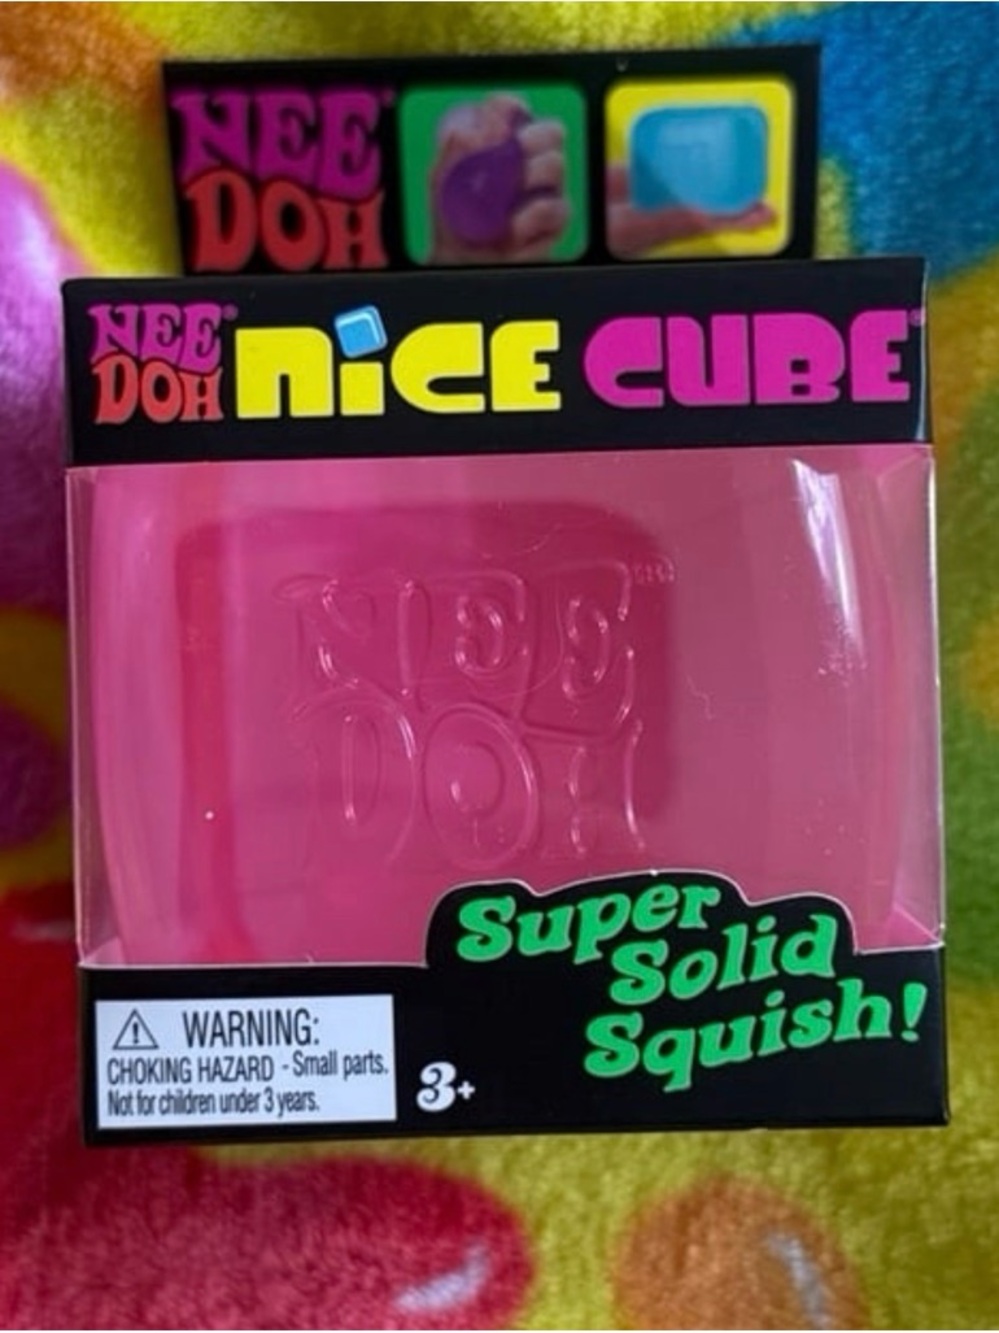 NEE
DOH
NEE®
DOH
NiCE CUBE
NEE
DOH
Super
Solid
Squish!
WARNING:
CHOKING HAZARD - Small parts.
Not for children under 3 years.
3+